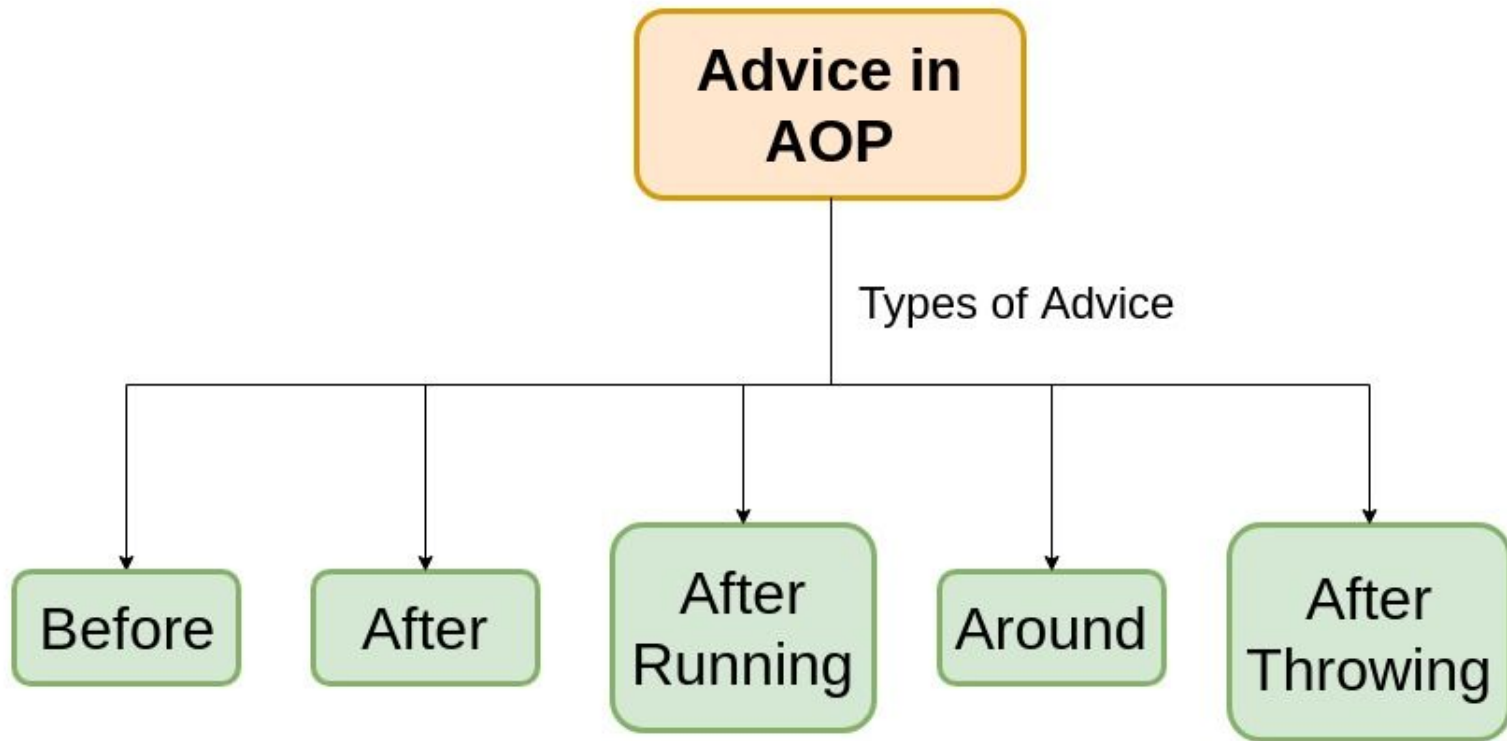 Advice in
AOP
Types of Advice
Before
After
After
Running
Around
After
Throwing